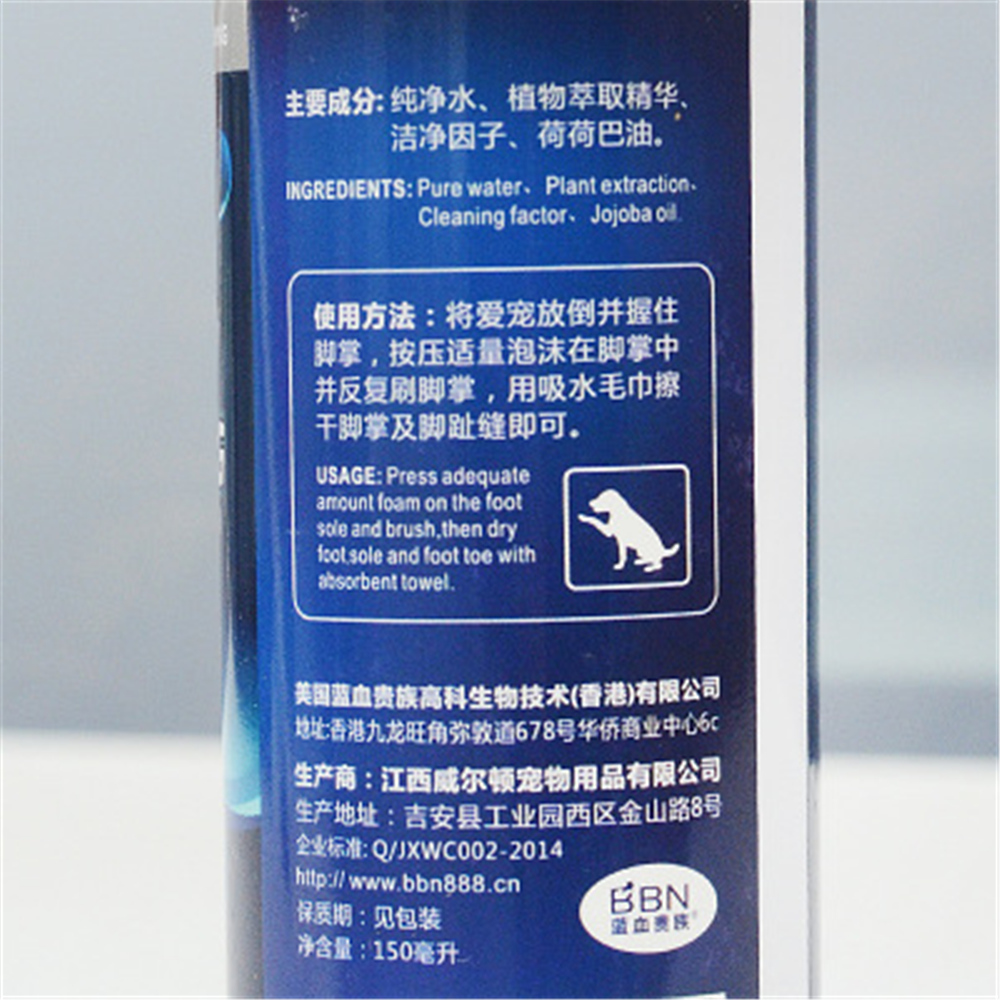 主要成分: 纯净水、植物萃取精华、
洁净因子、荷荷巴油。
INGREDIENTS: Pure water、 Plant extraction、
Cleaning factor、 Jojoba oil.
使用方法：将爱宠放倒并握住
脚掌，按压适量泡沫在脚掌中
并反复刷脚掌，用吸水毛巾擦
干脚掌及脚趾缝即可。
USAGE: Press adequate
amount foam on the foot
sole and brush,then dry
foot,sole and foot toe with
absorbent towel.
美国蓝血贵族高科生物技术(香港)有限公司
地址:香港九龙旺角弥敦道678号华侨商业中心6c
生产商：江西威尔顿宠物用品有限公司
生产地址：吉安县工业园西区金山路8号
企业标准: Q/JXWC002-2014
http:// www.bbn888.cn
保质期：见包装
净含量：150毫升
BBN
蓝血贵族®